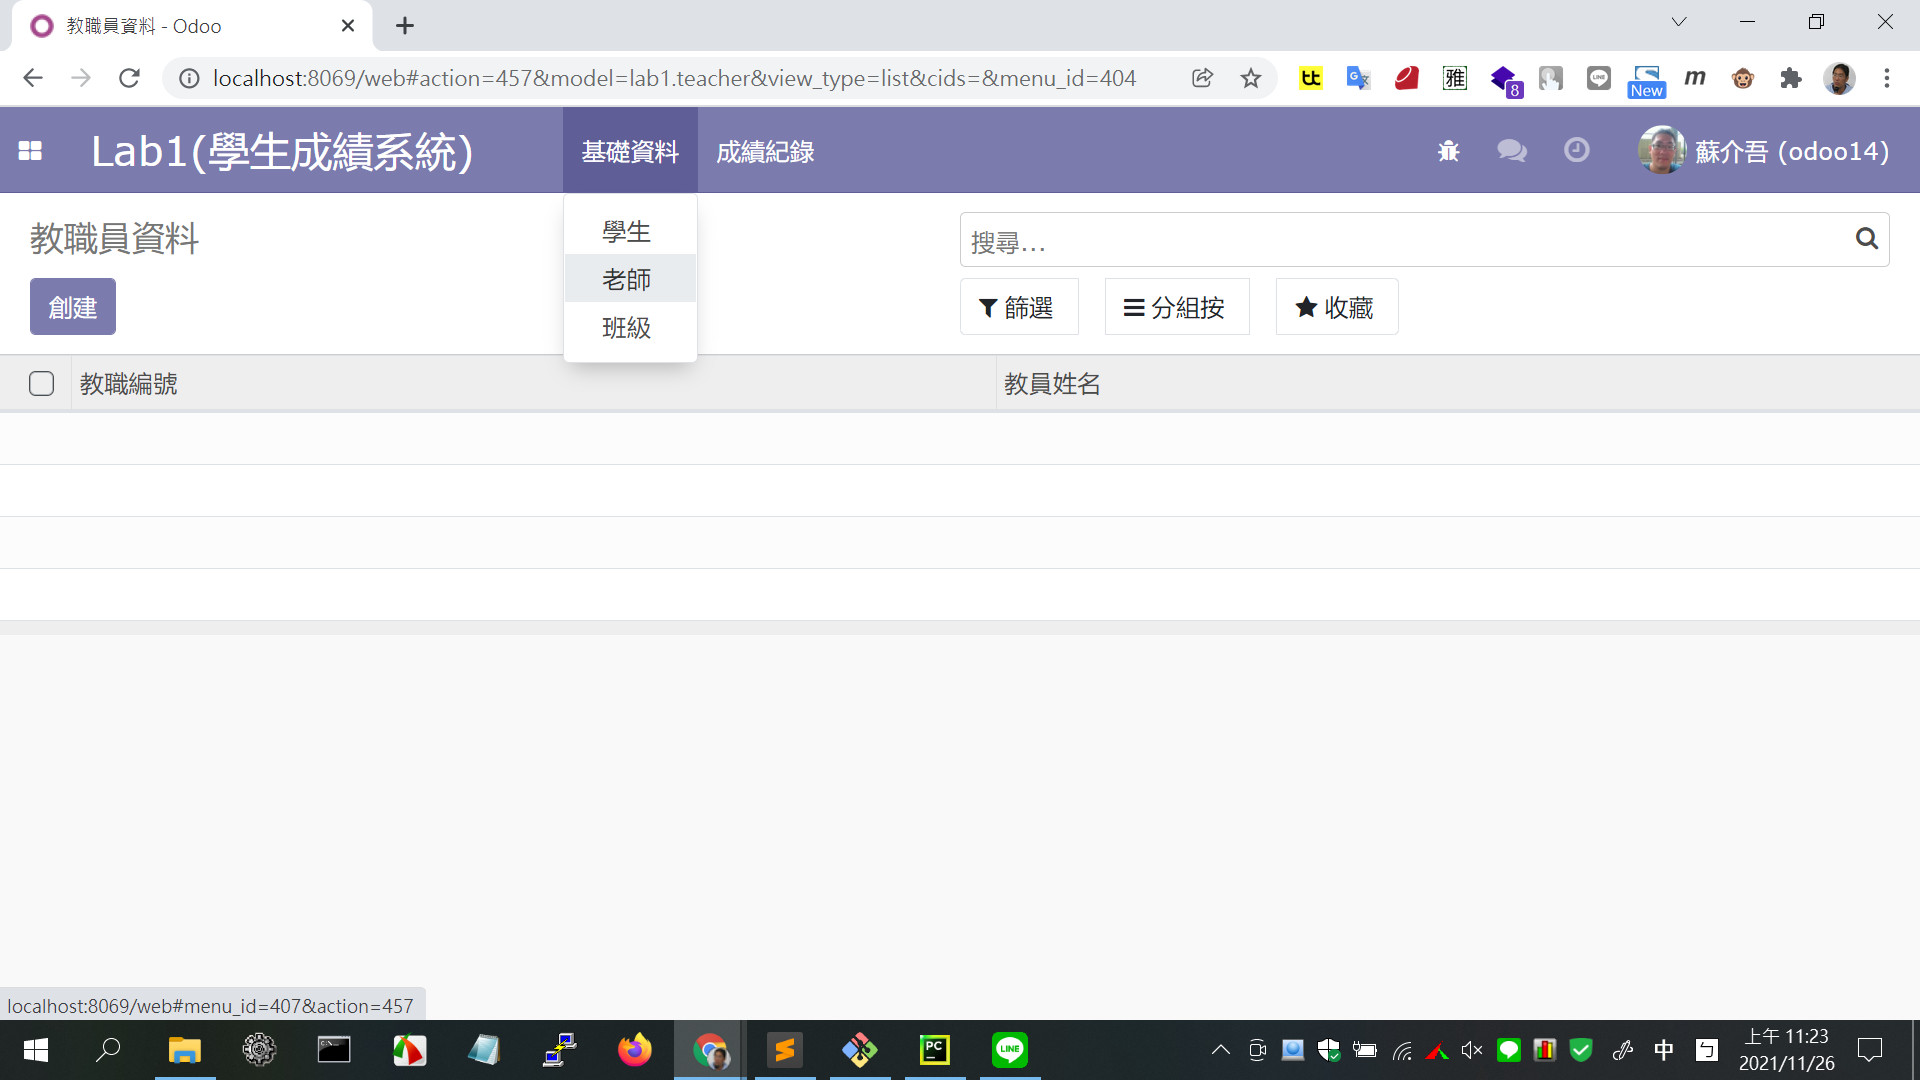 教職員資料 - Odoo
localhost:8069/web#action=457&model=lab1.teacher&view_type=list&cids=&menu_id=404
雅
8
New
m
Lab1(學生成績系統)
基礎資料
成績紀錄
蘇介吾 (odoo14)
教職員資料
搜尋...
創建
學生
老師
班級
篩選
分組按
收藏
教職編號
教員姓名
localhost:8069/web#menu_id=407&action=457
PC
LINE
中
ㄅ
上午 11:23
2021/11/26